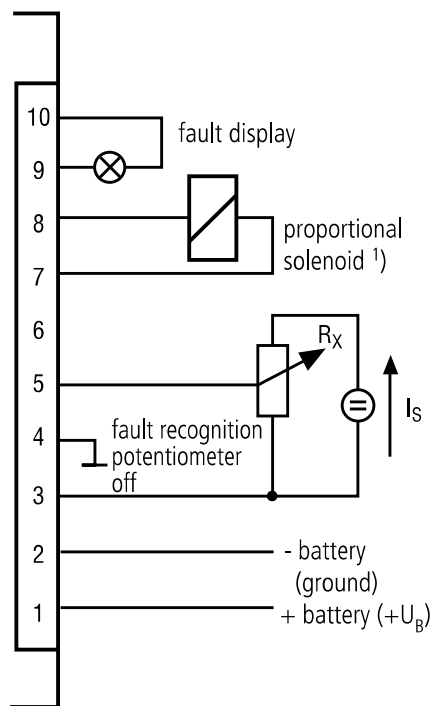 10
fault display
9
8
proportional
solenoid ¹)
7
6
R_X
5
I_S
4
fault recognition
potentiometer
off
3
2
- battery
(ground)
1
+ battery (+U_B)